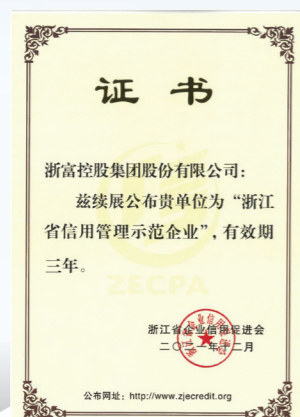 证 书
浙富控股集团股份有限公司：
兹续展公布贵单位为“浙江
省信用管理示范企业”，有效期
三年。
ZECPA
浙江省企业信用促进会
二〇二一年十二月
公布网址：http://www.zjecredit.org